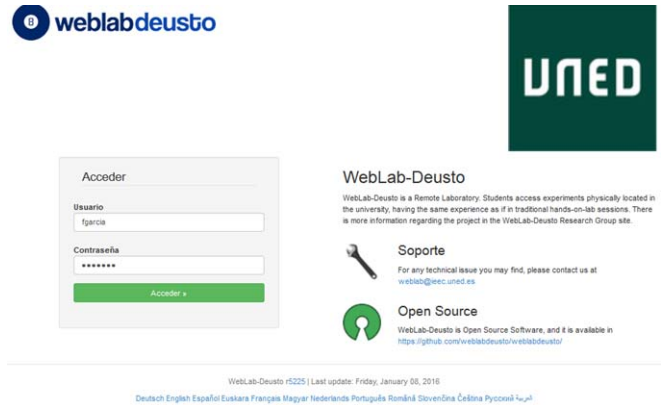 weblabdeusto
UNED
Acceder
Usuario
fgarcia
Contraseña
•••••••
Acceder »
WebLab-Deusto
WebLab-Deusto is a Remote Laboratory. Students access experiments physically located in
the university, having the same experience as if in traditional hands-on-lab sessions. There
is more information regarding the project in the WebLab-Deusto Research Group site.
Soporte
For any technical issue you may find, please contact us at
weblab@ieec.uned.es
Open Source
WebLab-Deusto is Open Source Software, and it is available in
https://github.com/weblabdeusto/weblabdeusto/
WebLab-Deusto r5225 | Last update: Friday, January 08, 2016
Deutsch English Español Euskara Français Magyar Nederlands Português Română Slovenčina Čeština Русский العربية